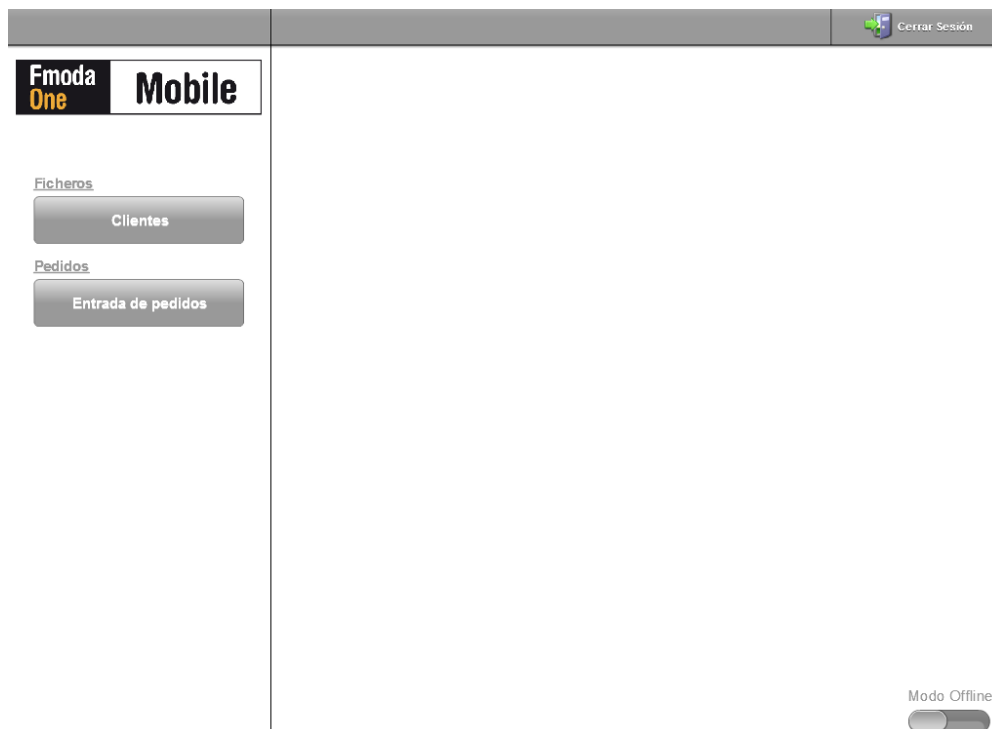 Cerrar Sesión
Fmoda
One
Mobile
Ficheros
Clientes
Pedidos
Entrada de pedidos
Modo Offline